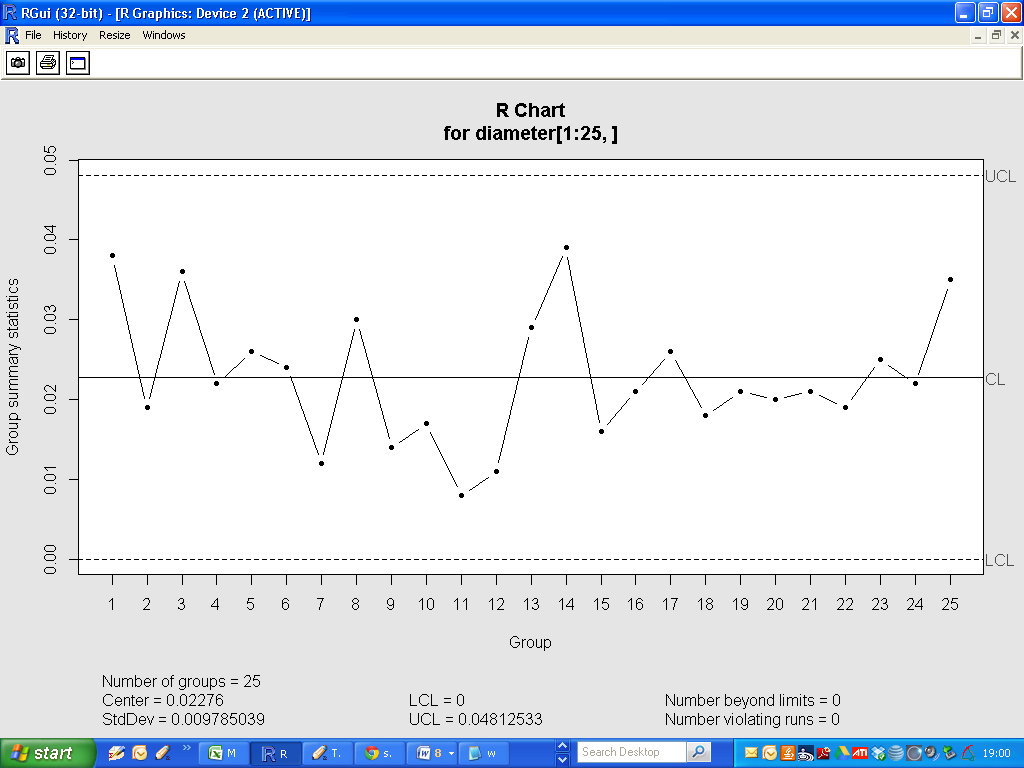 RGui (32-bit) - [R Graphics: Device 2 (ACTIVE)]
File History Resize Windows
R Chart
for diameter[1:25, ]
Group summary statistics
0.05
0.04
0.03
0.02
0.01
0.00
UCL
CL
LCL
1 2 3 4 5 6 7 8 9 10 11 12 13 14 15 16 17 18 19 20 21 22 23 24 25
Group
Number of groups = 25
Center = 0.02276 LCL = 0 Number beyond limits = 0
StdDev = 0.009785039 UCL = 0.04812533 Number violating runs = 0
start M R T. s. 8 w Search Desktop ATI 19:00